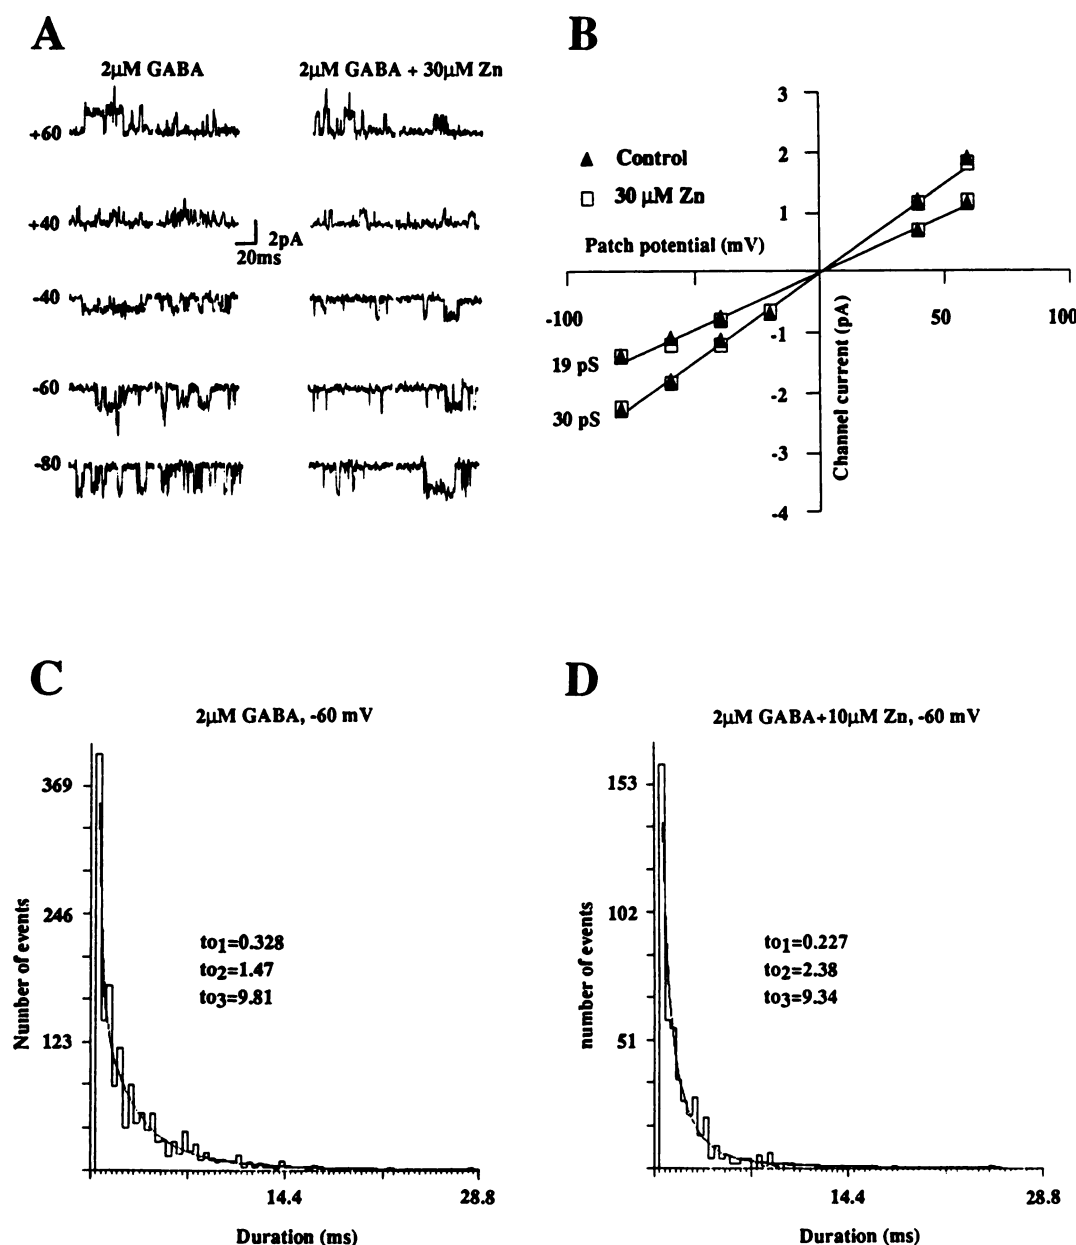 A
2μM GABA
2μM GABA + 30μM Zn
+60
+40
2pA
20ms
-40
-60
-80
B
3
2
1
Control
30 μM Zn
Patch potential (mV)
-100
50
100
-1
-2
-3
-4
19 pS
30 pS
Channel current (pA)
C
2μM GABA, -60 mV
369
246
123
Number of events
to1=0.328
to2=1.47
to3=9.81
14.4
28.8
Duration (ms)
D
2μM GABA+10μM Zn, -60 mV
153
102
51
number of events
to1=0.227
to2=2.38
to3=9.34
14.4
28.8
Duration (ms)